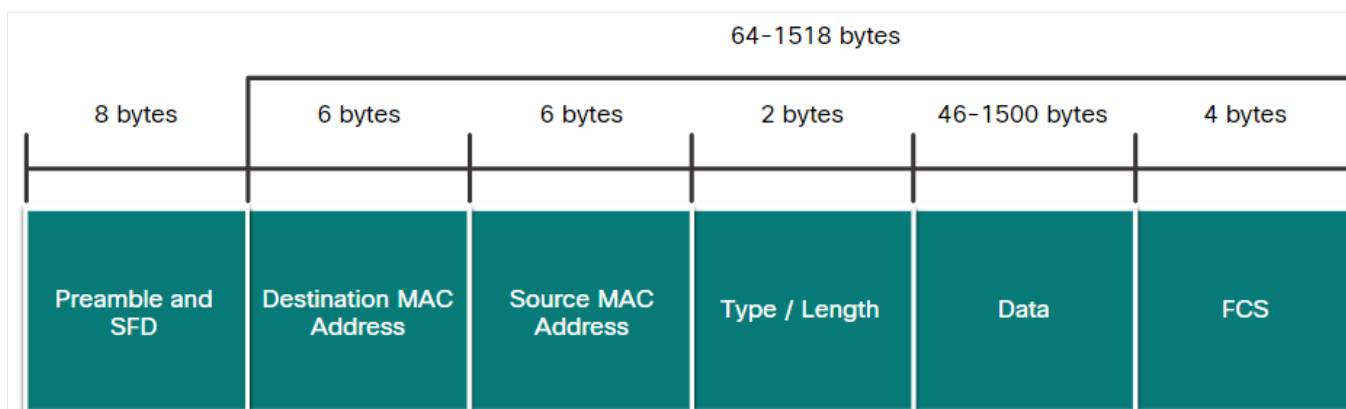 64-1518 bytes
8 bytes
6 bytes
6 bytes
2 bytes
46-1500 bytes
4 bytes
Preamble and
SFD
Destination MAC
Address
Source MAC
Address
Type / Length
Data
FCS